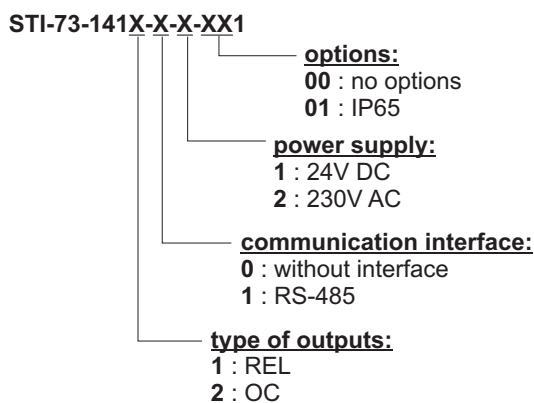 STI-73-141X-X-X-XX1
options:
00 : no options
01 : IP65
power supply:
1 : 24V DC
2 : 230V AC
communication interface:
0 : without interface
1 : RS-485
type of outputs:
1 : REL
2 : OC